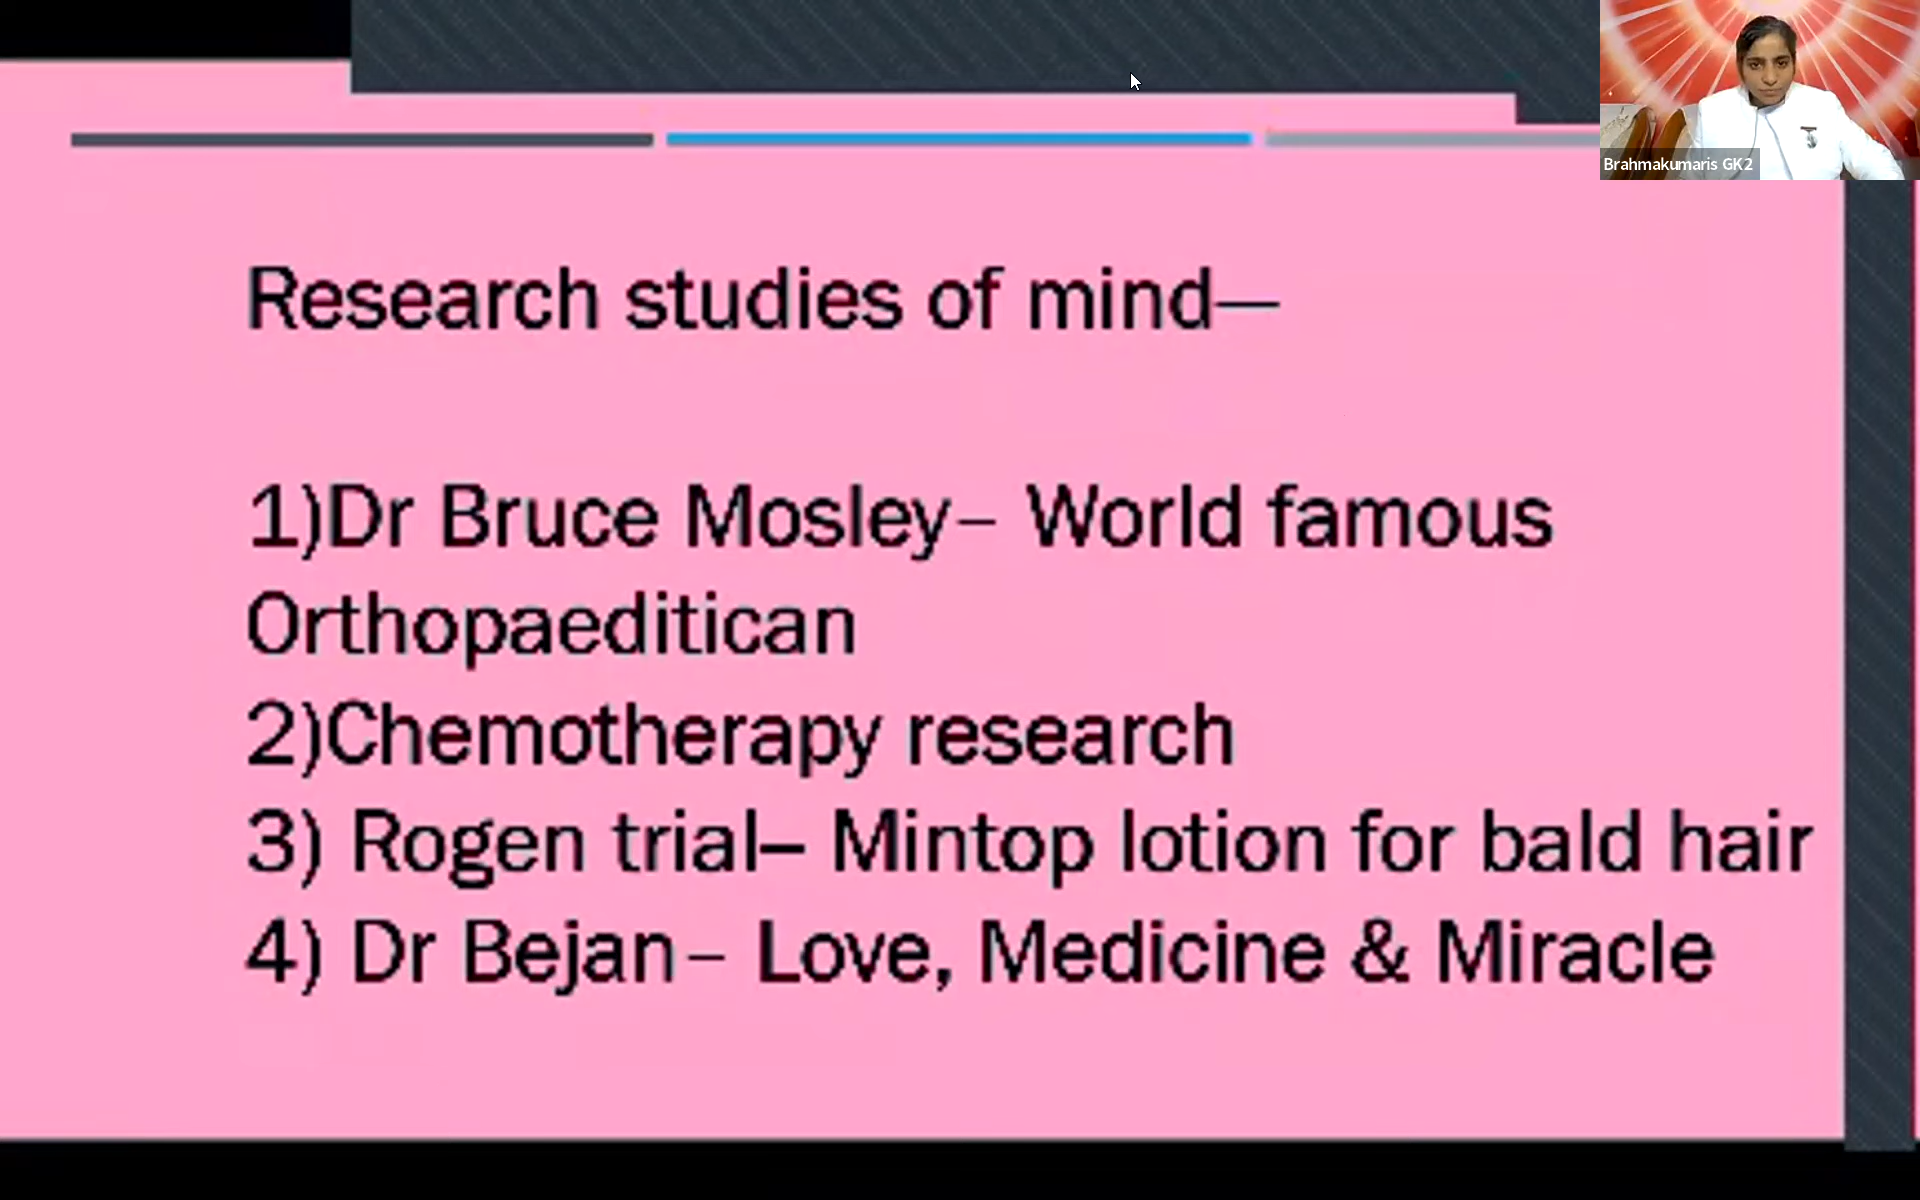 Brahmakumaris GK2
Research studies of mind—
1)Dr Bruce Mosley– World famous
Orthopaeditican
2)Chemotherapy research
3) Rogen trial– Mintop lotion for bald hair
4) Dr Bejan– Love, Medicine & Miracle